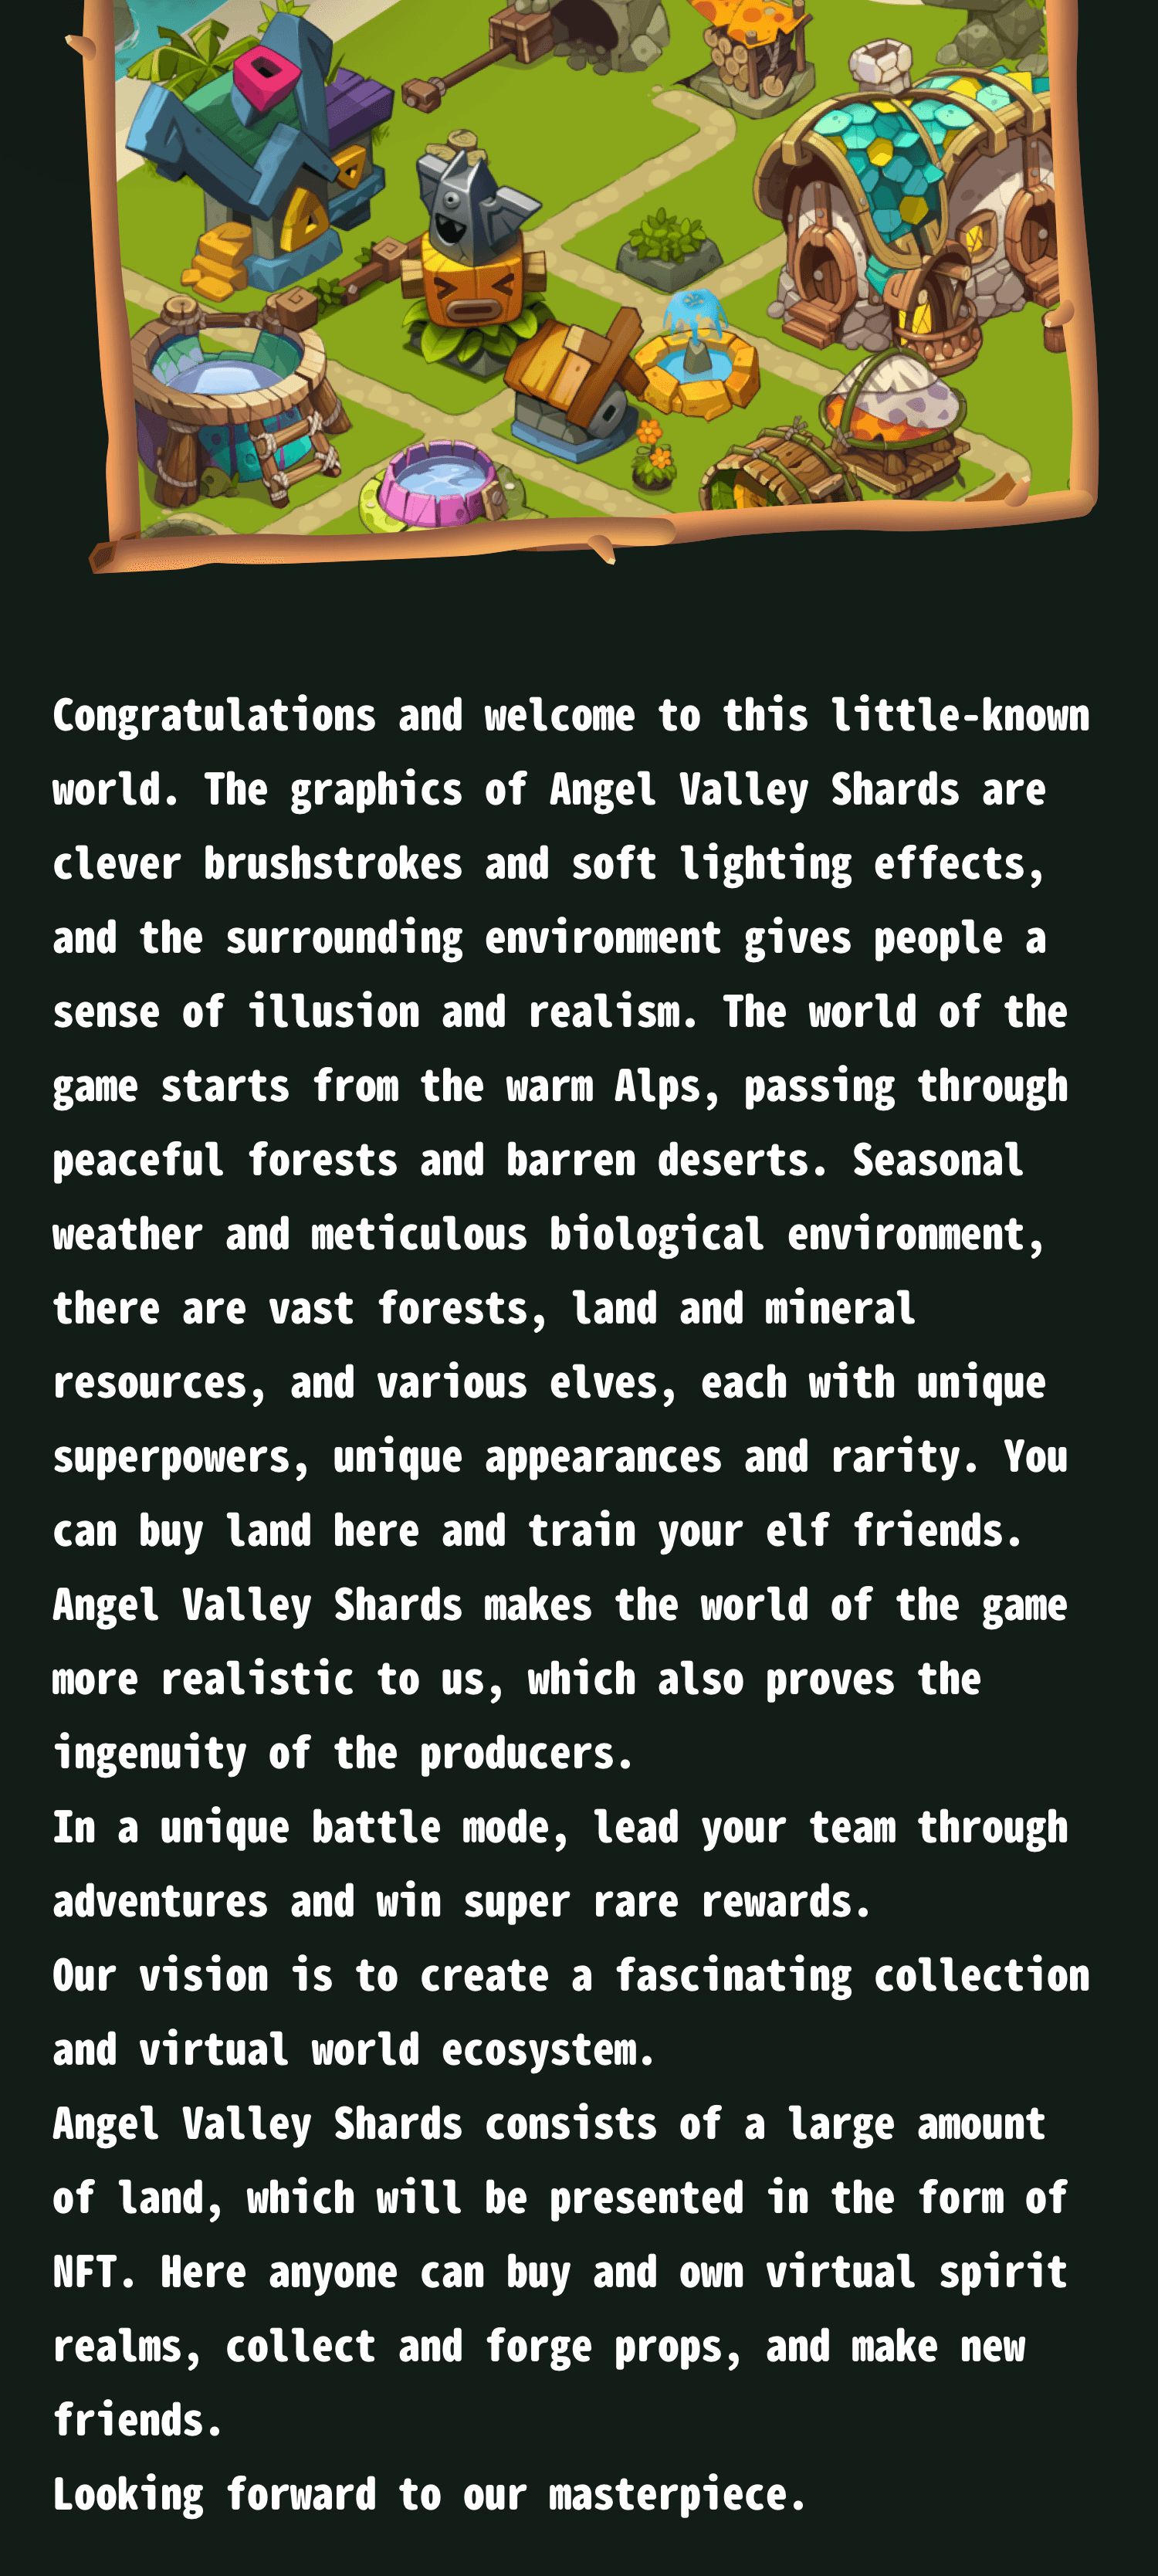 Congratulations and welcome to this little-known
world. The graphics of Angel Valley Shards are
clever brushstrokes and soft lighting effects,
and the surrounding environment gives people a
sense of illusion and realism. The world of the
game starts from the warm Alps, passing through
peaceful forests and barren deserts. Seasonal
weather and meticulous biological environment,
there are vast forests, land and mineral
resources, and various elves, each with unique
superpowers, unique appearances and rarity. You
can buy land here and train your elf friends.
Angel Valley Shards makes the world of the game
more realistic to us, which also proves the
ingenuity of the producers.
In a unique battle mode, lead your team through
adventures and win super rare rewards.
Our vision is to create a fascinating collection
and virtual world ecosystem.
Angel Valley Shards consists of a large amount
of land, which will be presented in the form of
NFT. Here anyone can buy and own virtual spirit
realms, collect and forge props, and make new
friends.
Looking forward to our masterpiece.